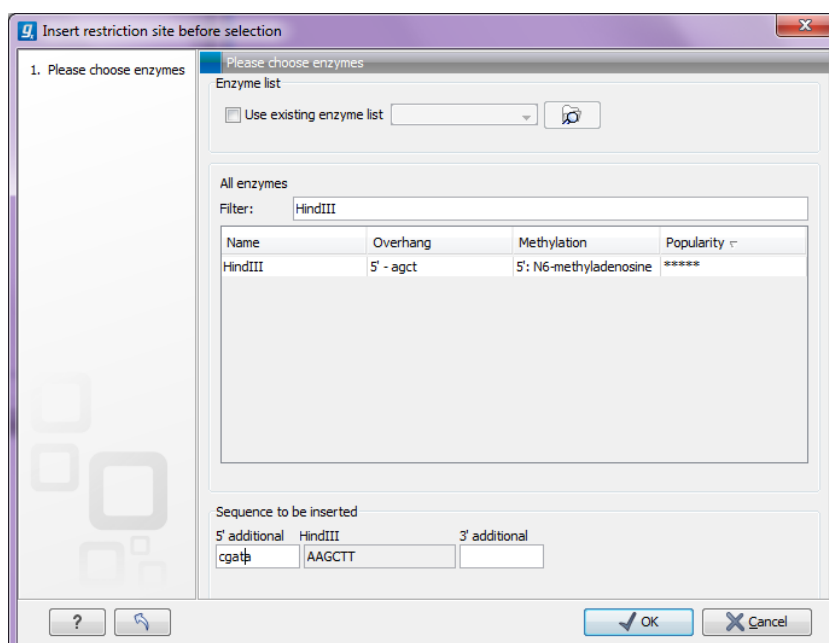 Insert restriction site before selection
1. Please choose enzymes
Please choose enzymes
Enzyme list
Use existing enzyme list
All enzymes
Filter: HindIII
Name Overhang Methylation Popularity
HindIII 5' - agct 5': N6-methyladenosine *****
Sequence to be inserted
5' additional HindIII 3' additional
cgata AAGCTT
? OK Cancel